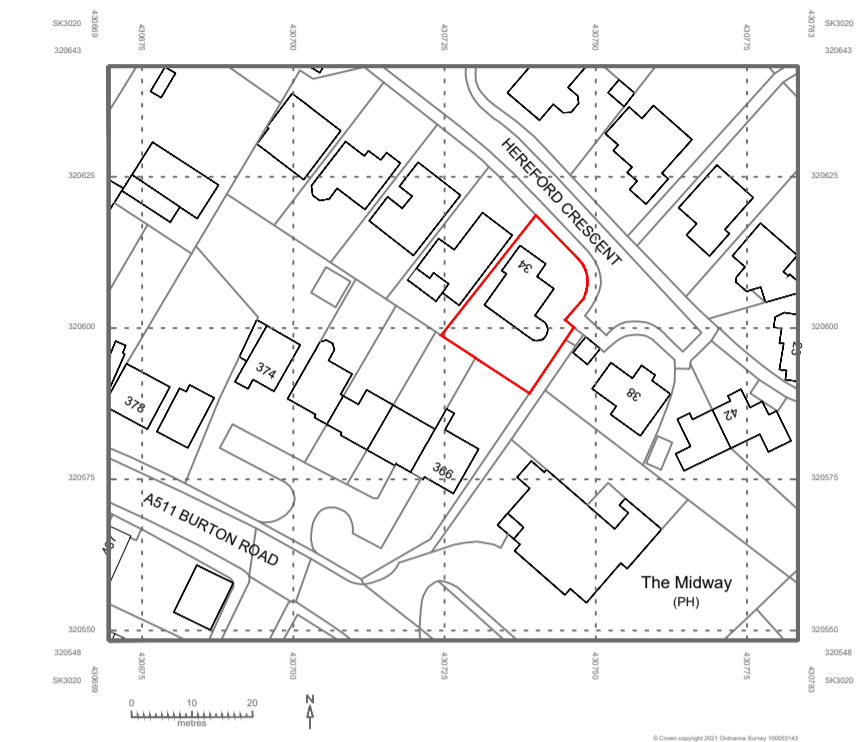 SK3020
430669
430675
430700
430725
430750
430775
430783
SK3020
320643
320643
HEREFORD CRESCENT
320625
320625
34
320600
320600
374
378
38
42
366
320575
320575
A511 BURTON ROAD
The Midway
(PH)
320550
320550
320548
320548
SK3020
430669
430675
430700
430725
430750
430775
430783
SK3020
0 10 20
metres
N
© Crown copyright 2021 Ordnance Survey 100053143